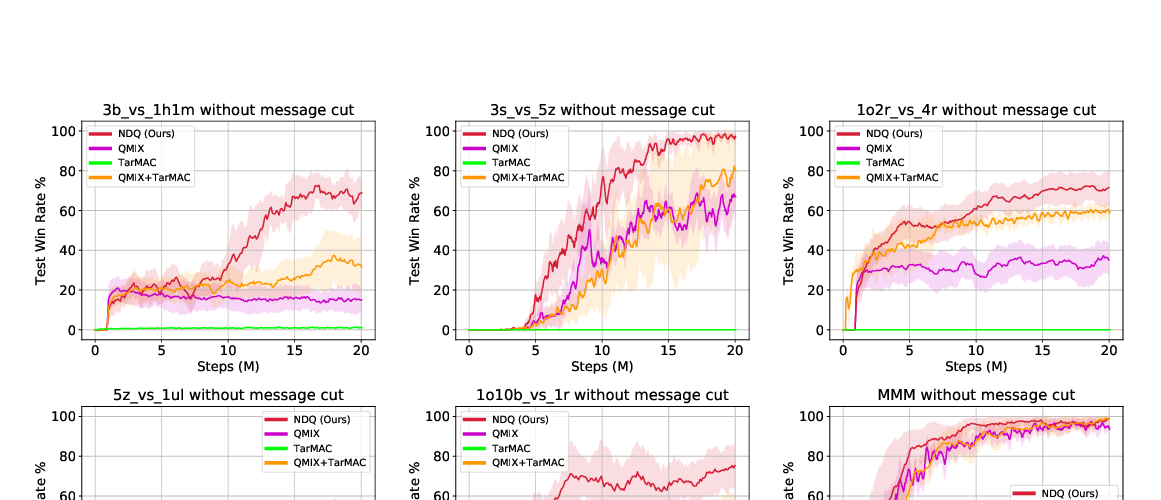 3b_vs_1h1m without message cut
100
80
60
40
20
0
Test Win Rate %
NDQ (Ours)
QMIX
TarMAC
QMIX+TarMAC
0 5 10 15 20
Steps (M)
3s_vs_5z without message cut
100
80
60
40
20
0
Test Win Rate %
NDQ (Ours)
QMIX
TarMAC
QMIX+TarMAC
0 5 10 15 20
Steps (M)
1o2r_vs_4r without message cut
100
80
60
40
20
0
Test Win Rate %
NDQ (Ours)
QMIX
TarMAC
QMIX+TarMAC
0 5 10 15 20
Steps (M)
5z_vs_1ul without message cut
100
80
60
ate %
NDQ (Ours)
QMIX
TarMAC
QMIX+TarMAC
1o10b_vs_1r without message cut
100
80
60
ate %
NDQ (Ours)
QMIX
TarMAC
QMIX+TarMAC
MMM without message cut
100
80
60
ate %
NDQ (Ours)